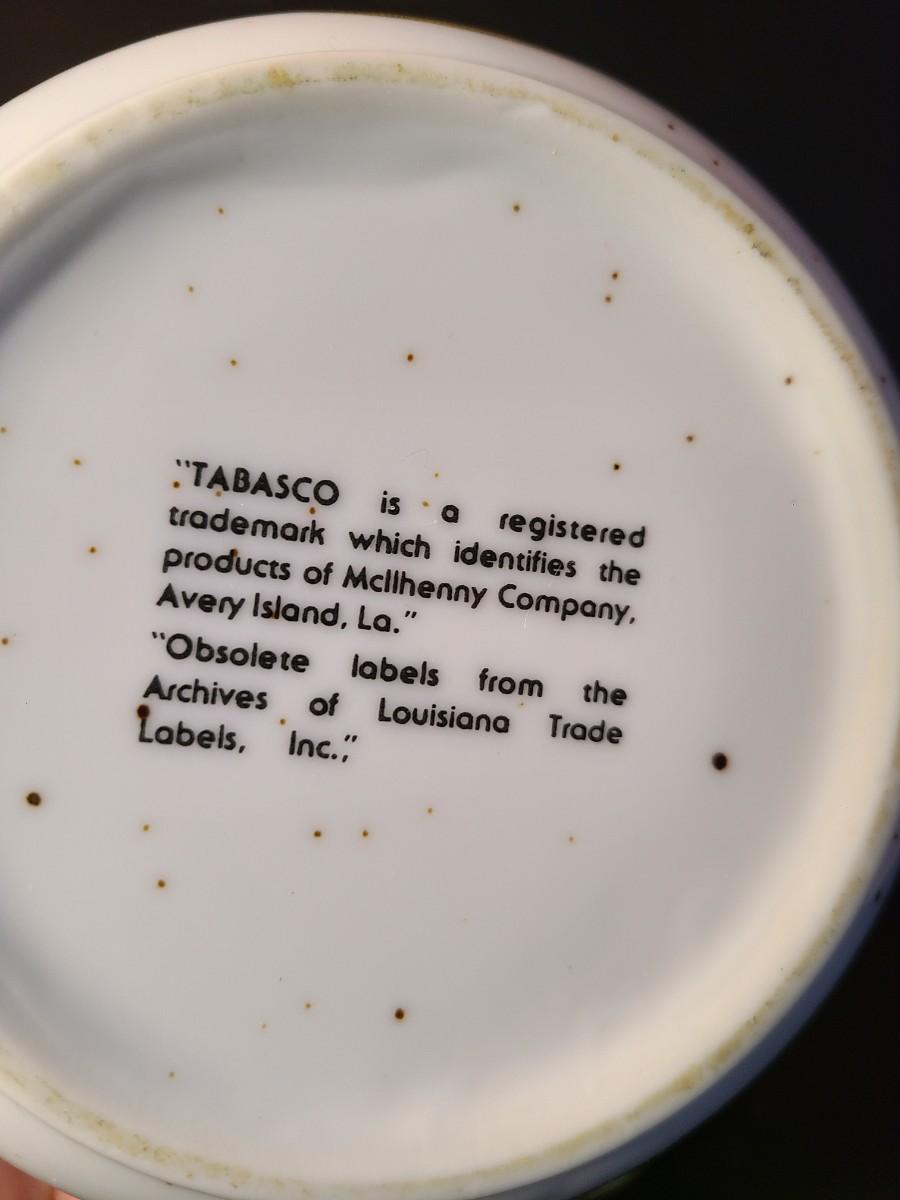 "TABASCO is a registered
trademark which identifies the
products of McIlhenny Company,
Avery Island, La."
"Obsolete labels from the
Archives of Louisiana Trade
Labels, Inc.,"